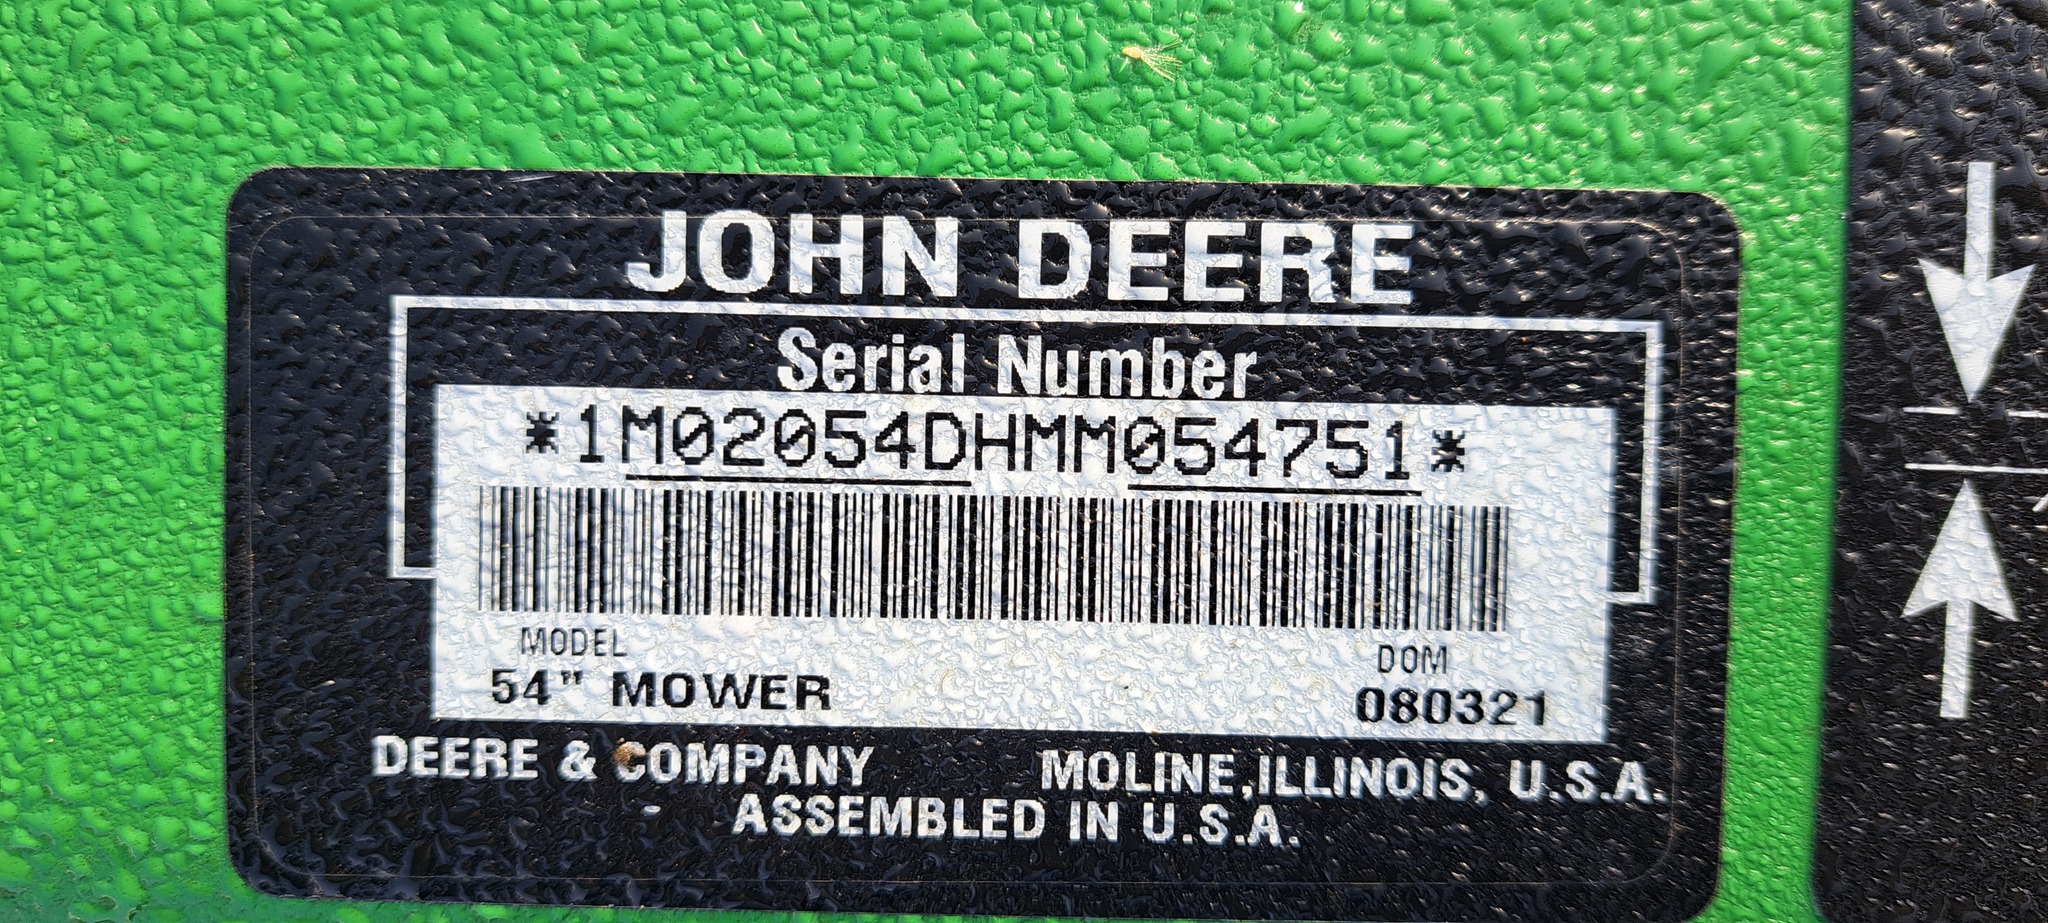 JOHN DEERE
Serial Number
*1M02054DHMM054751*
MODEL DOM
54" MOWER 080321
DEERE & COMPANY MOLINE,ILLINOIS, U.S.A.
ASSEMBLED IN U.S.A.